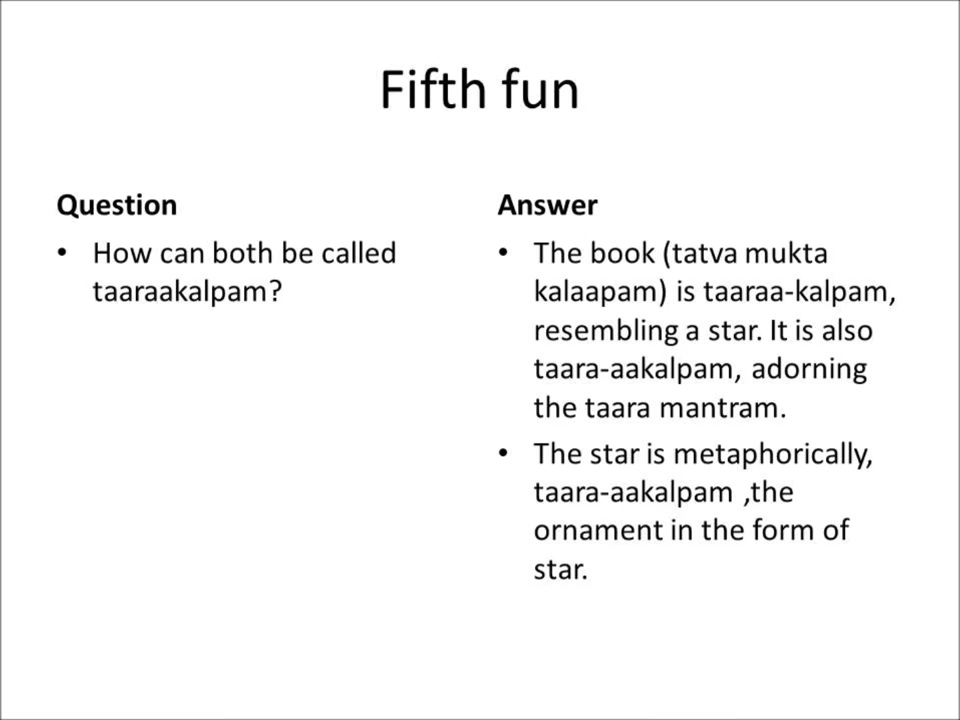 Fifth fun
Question
• How can both be called
taaraakalpam?
Answer
• The book (tatva mukta
kalaapam) is taaraa-kalpam,
resembling a star. It is also
taara-aakalpam, adorning
the taara mantram.
• The star is metaphorically,
taara-aakalpam ,the
ornament in the form of
star.